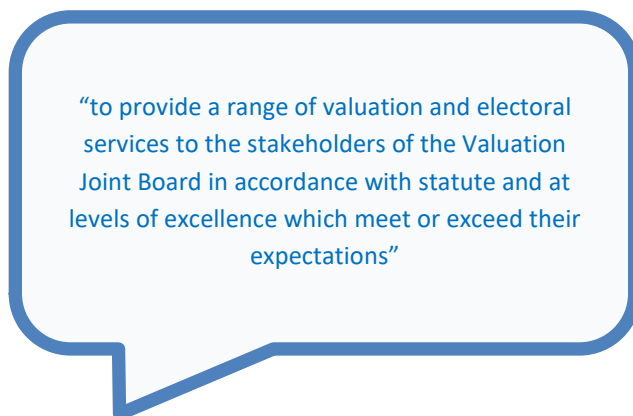 “to provide a range of valuation and electoral
services to the stakeholders of the Valuation
Joint Board in accordance with statute and at
levels of excellence which meet or exceed their
expectations”